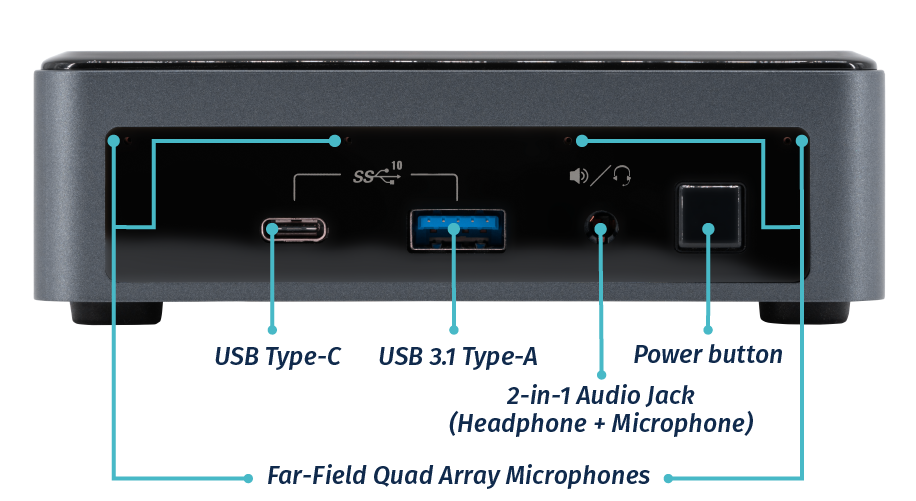 SS 10
USB Type-C
USB 3.1 Type-A
Power button
2-in-1 Audio Jack
(Headphone + Microphone)
Far-Field Quad Array Microphones